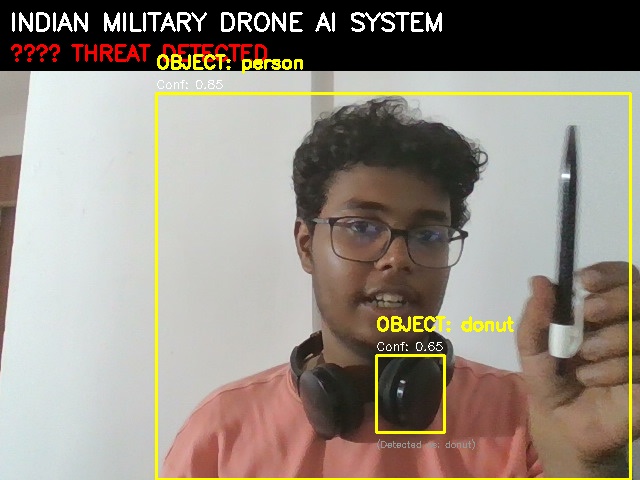 INDIAN MILITARY DRONE AI SYSTEM
???? THREAT DETECTED
OBJECT: person
Conf: 0.85
OBJECT: donut
Conf: 0.65
(Detected as: donut)